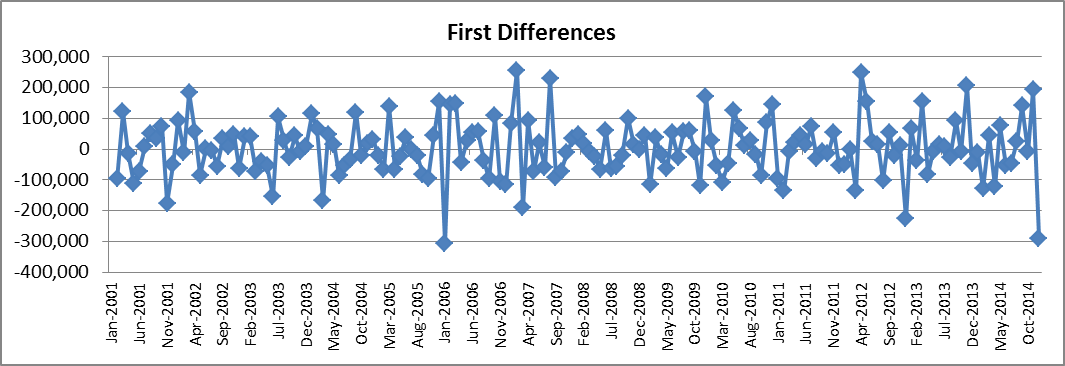 First Differences
300,000
200,000
100,000
0
-100,000
-200,000
-300,000
-400,000
Jan-2001
Jun-2001
Nov-2001
Apr-2002
Sep-2002
Feb-2003
Jul-2003
Dec-2003
May-2004
Oct-2004
Mar-2005
Aug-2005
Jan-2006
Jun-2006
Nov-2006
Apr-2007
Sep-2007
Feb-2008
Jul-2008
Dec-2008
May-2009
Oct-2009
Mar-2010
Aug-2010
Jan-2011
Jun-2011
Nov-2011
Apr-2012
Sep-2012
Feb-2013
Jul-2013
Dec-2013
May-2014
Oct-2014